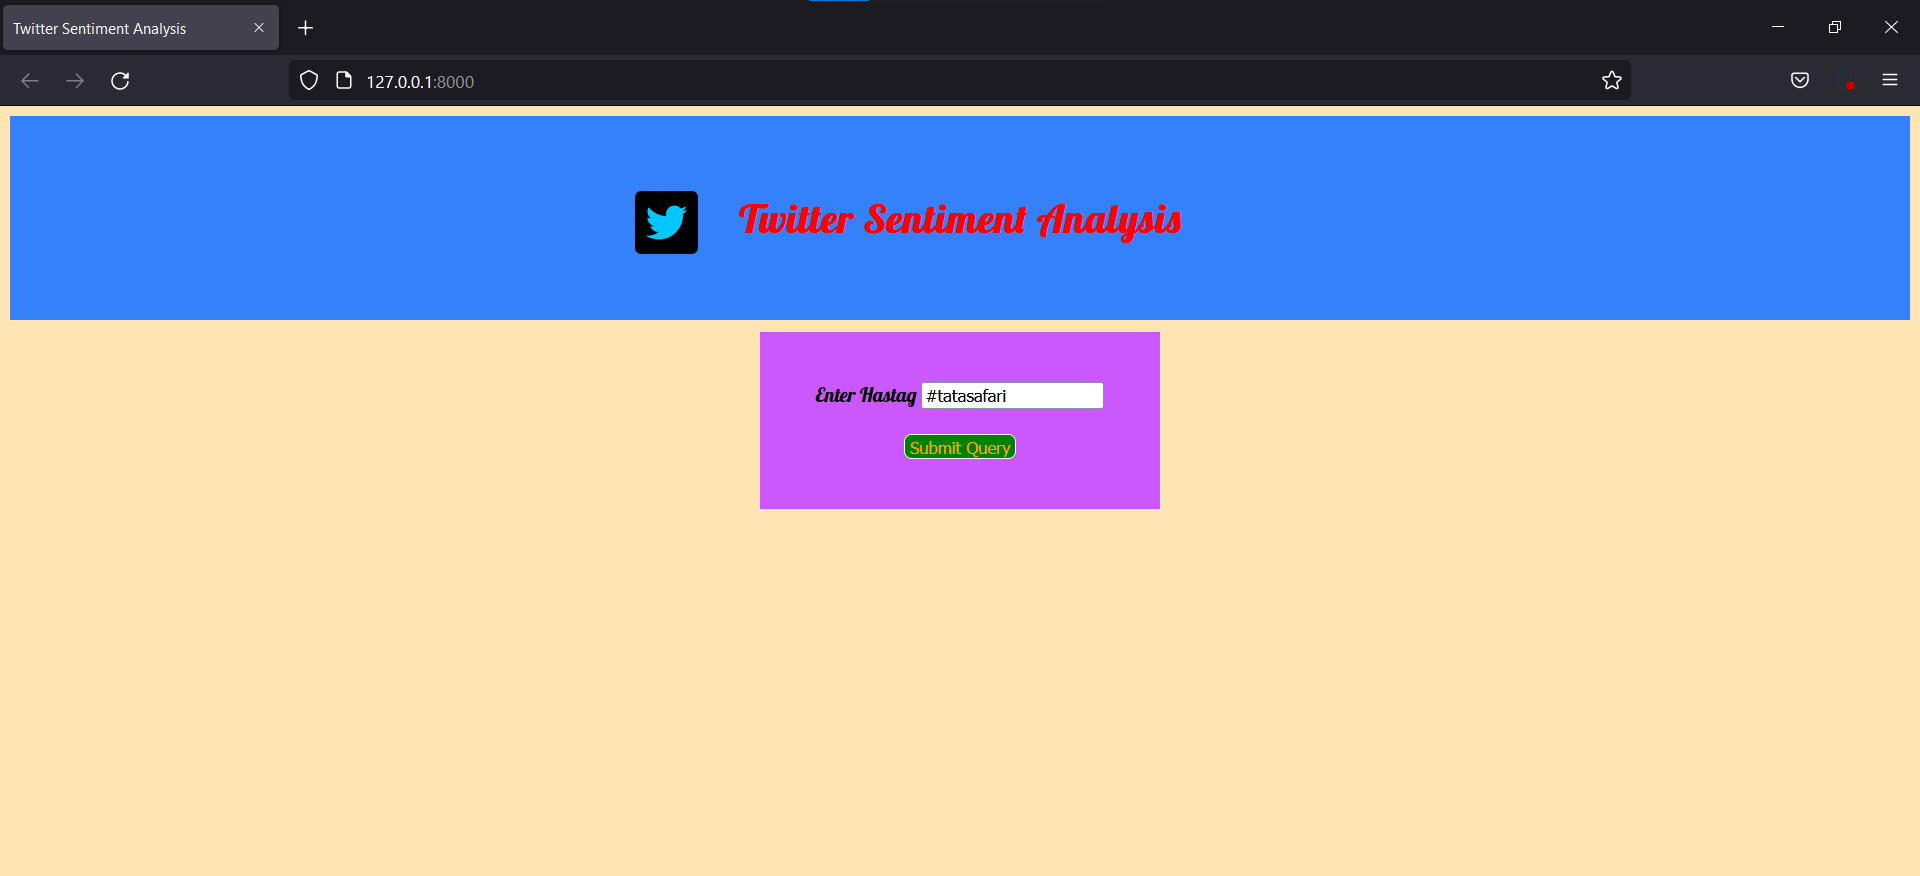 Twitter Sentiment Analysis
127.0.0.1:8000
Twitter Sentiment Analysis
Enter Hastag #tatasafari
Submit Query